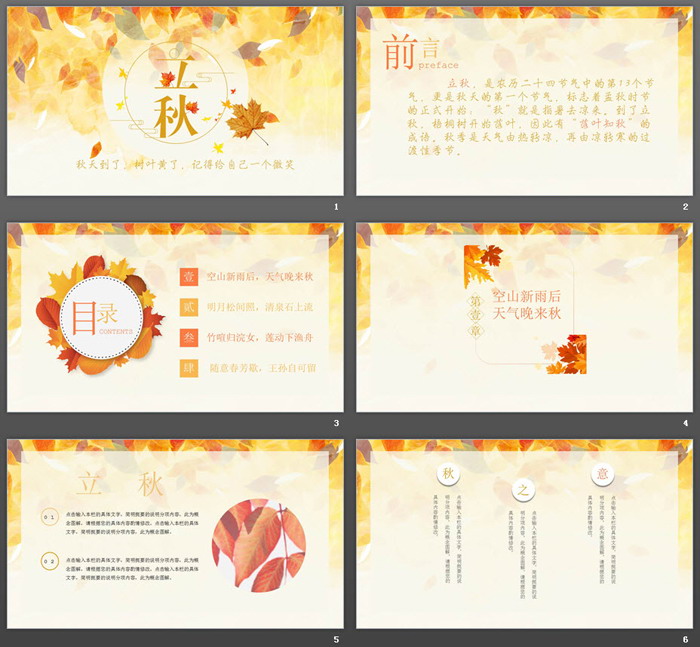 立
秋
秋天到了，树叶黄了，记得给自己一个微笑
1
前言
preface
立秋，是农历二十四节气中的第13个节
气，更是秋天的第一个节气，标志着孟秋时节
的正式开始："秋"就是指暑去凉来。到了立
秋，梧桐树开始落叶，因此有"落叶知秋"的
成语。秋季是天气由热转凉，再由凉转寒的过
渡性季节。
2
目录
CONTENTS
壹 空山新雨后，天气晚来秋
贰 明月松间照，清泉石上流
叁 竹喧归浣女，莲动下渔舟
肆 随意春芳歇，王孙自可留
3
第壹章
空山新雨后
天气晚来秋
4
立 秋
01
点击输入本栏的具体文字，简明扼要的说明分项内容，此为概
念图解，请根据您的具体内容酌情修改。点击输入本栏的具体
文字，简明扼要的说明分项内容，此为概念图解。
02
点击输入本栏的具体文字，简明扼要的说明分项内容，此为概
念图解，请根据您的具体内容酌情修改。点击输入本栏的具体
文字，简明扼要的说明分项内容，此为概念图解。
5
秋
点击输入本栏的具体文字，简明扼要的说
明分项内容，此为概念图解，请根据您的
具体内容酌情修改。
之
点击输入本栏的具体文字，简明扼要的说
明分项内容，此为概念图解，请根据您的
具体内容酌情修改。
意
点击输入本栏的具体文字，简明扼要的说
明分项内容，此为概念图解，请根据您的
具体内容酌情修改。
6